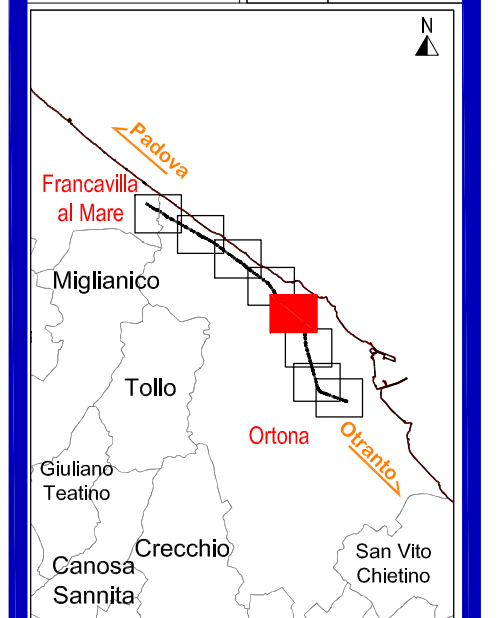 N
Padova
Francavilla
al Mare
Miglianico
Tollo
Ortona
Otranto
Giuliano
Teatino
Crecchio
San Vito
Chietino
Canosa
Sannita